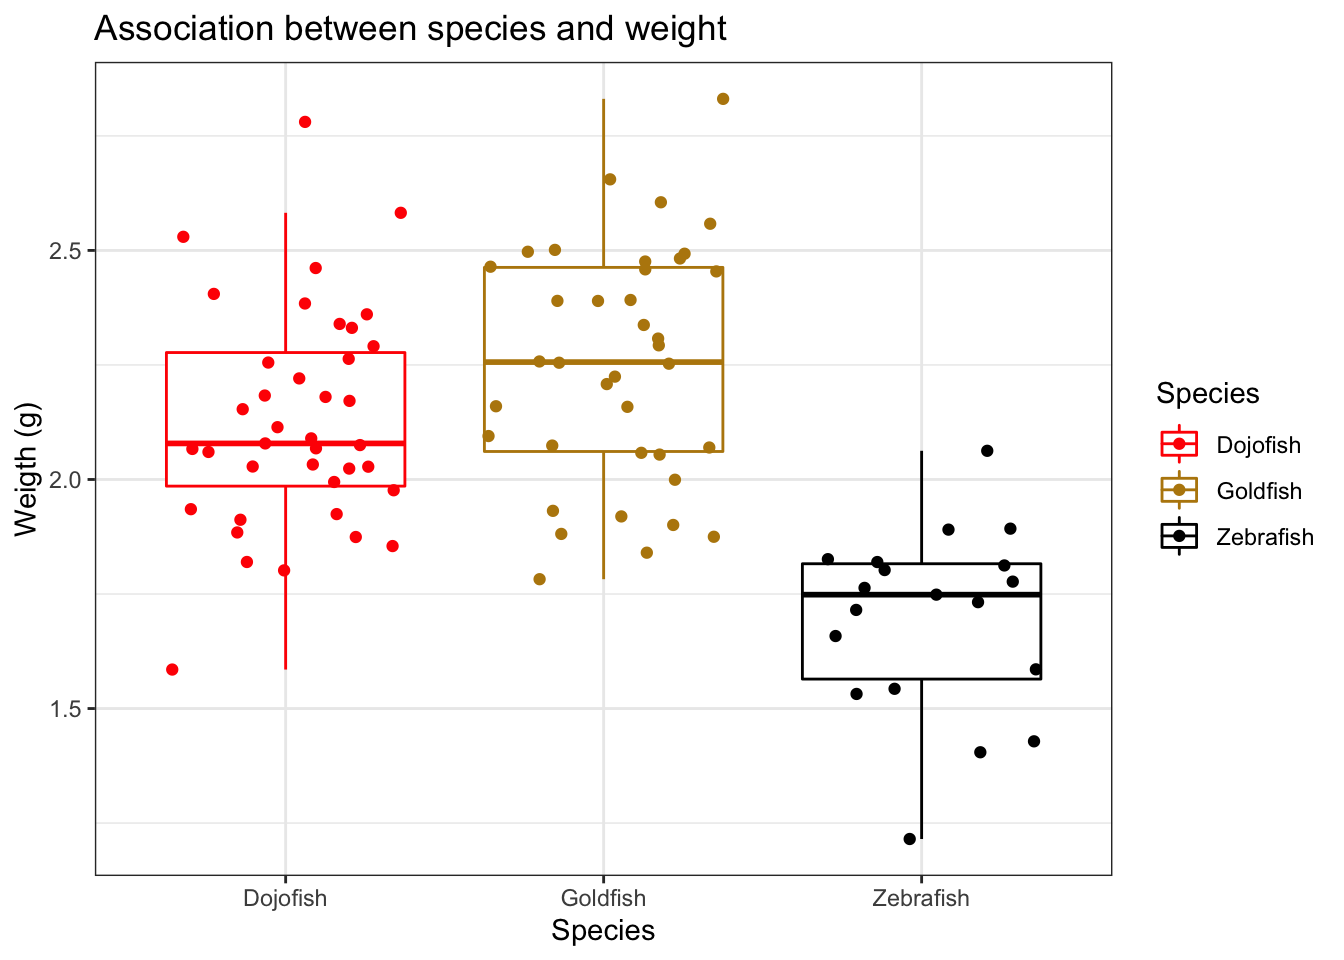 Association between species and weight
Weigth (g)
2.5
2.0
1.5
Dojofish
Goldfish
Zebrafish
Species
Species
Dojofish
Goldfish
Zebrafish